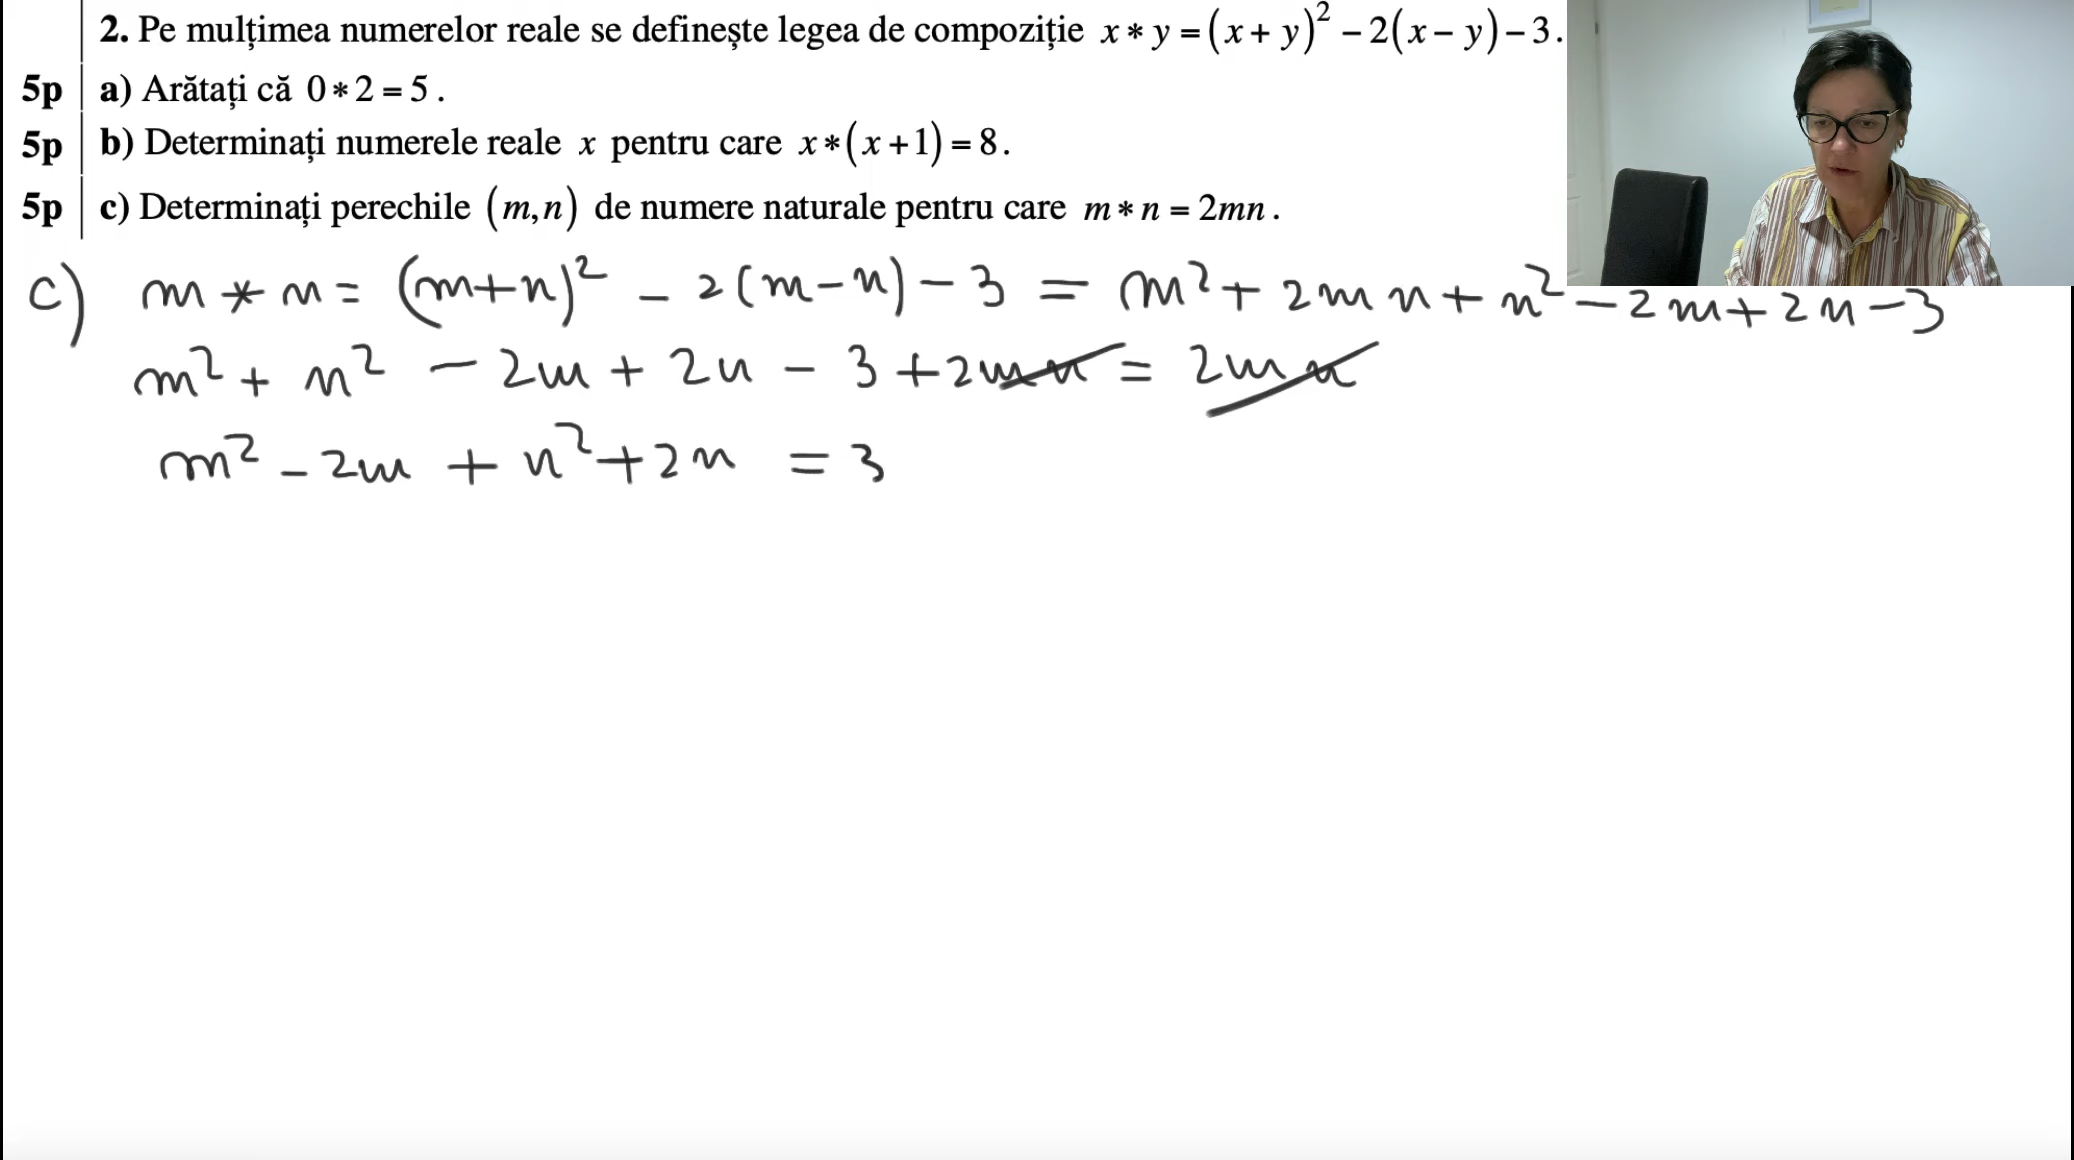 2. Pe mulțimea numerelor reale se definește legea de compoziție x * y = (x + y)² − 2(x − y) − 3.
5p a) Arătați că 0 * 2 = 5.
5p b) Determinați numerele reale x pentru care x * (x + 1) = 8.
5p c) Determinați perechile (m, n) de numere naturale pentru care m * n = 2mn.
c) m * n = (m+n)² − 2(m−n) − 3 = m² + 2mn + n² − 2m + 2n − 3
m² + n² − 2m + 2n − 3 + 2mn = 2mn
m² − 2m + n² + 2n = 3